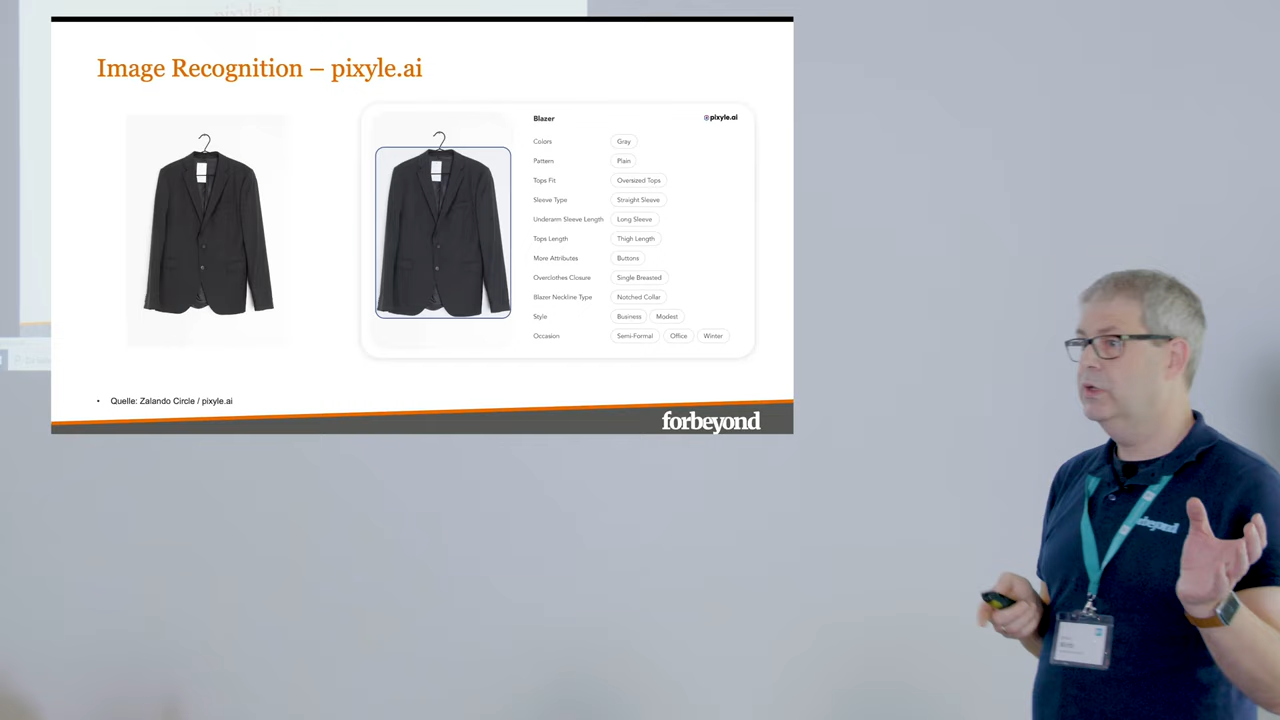 pixyle.ai
Image Recognition – pixyle.ai
Blazer
pixyle.ai
Colors Gray
Pattern Plain
Tops Fit Oversized Tops
Sleeve Type Straight Sleeve
Underarm Sleeve Length Long Sleeve
Tops Length Thigh Length
More Attributes Buttons
Overclothes Closure Single Breasted
Blazer Neckline Type Notched Collar
Style Business Modest
Occasion Semi-Formal Office Winter
• Quelle: Zalando Circle / pixyle.ai
forbeyond